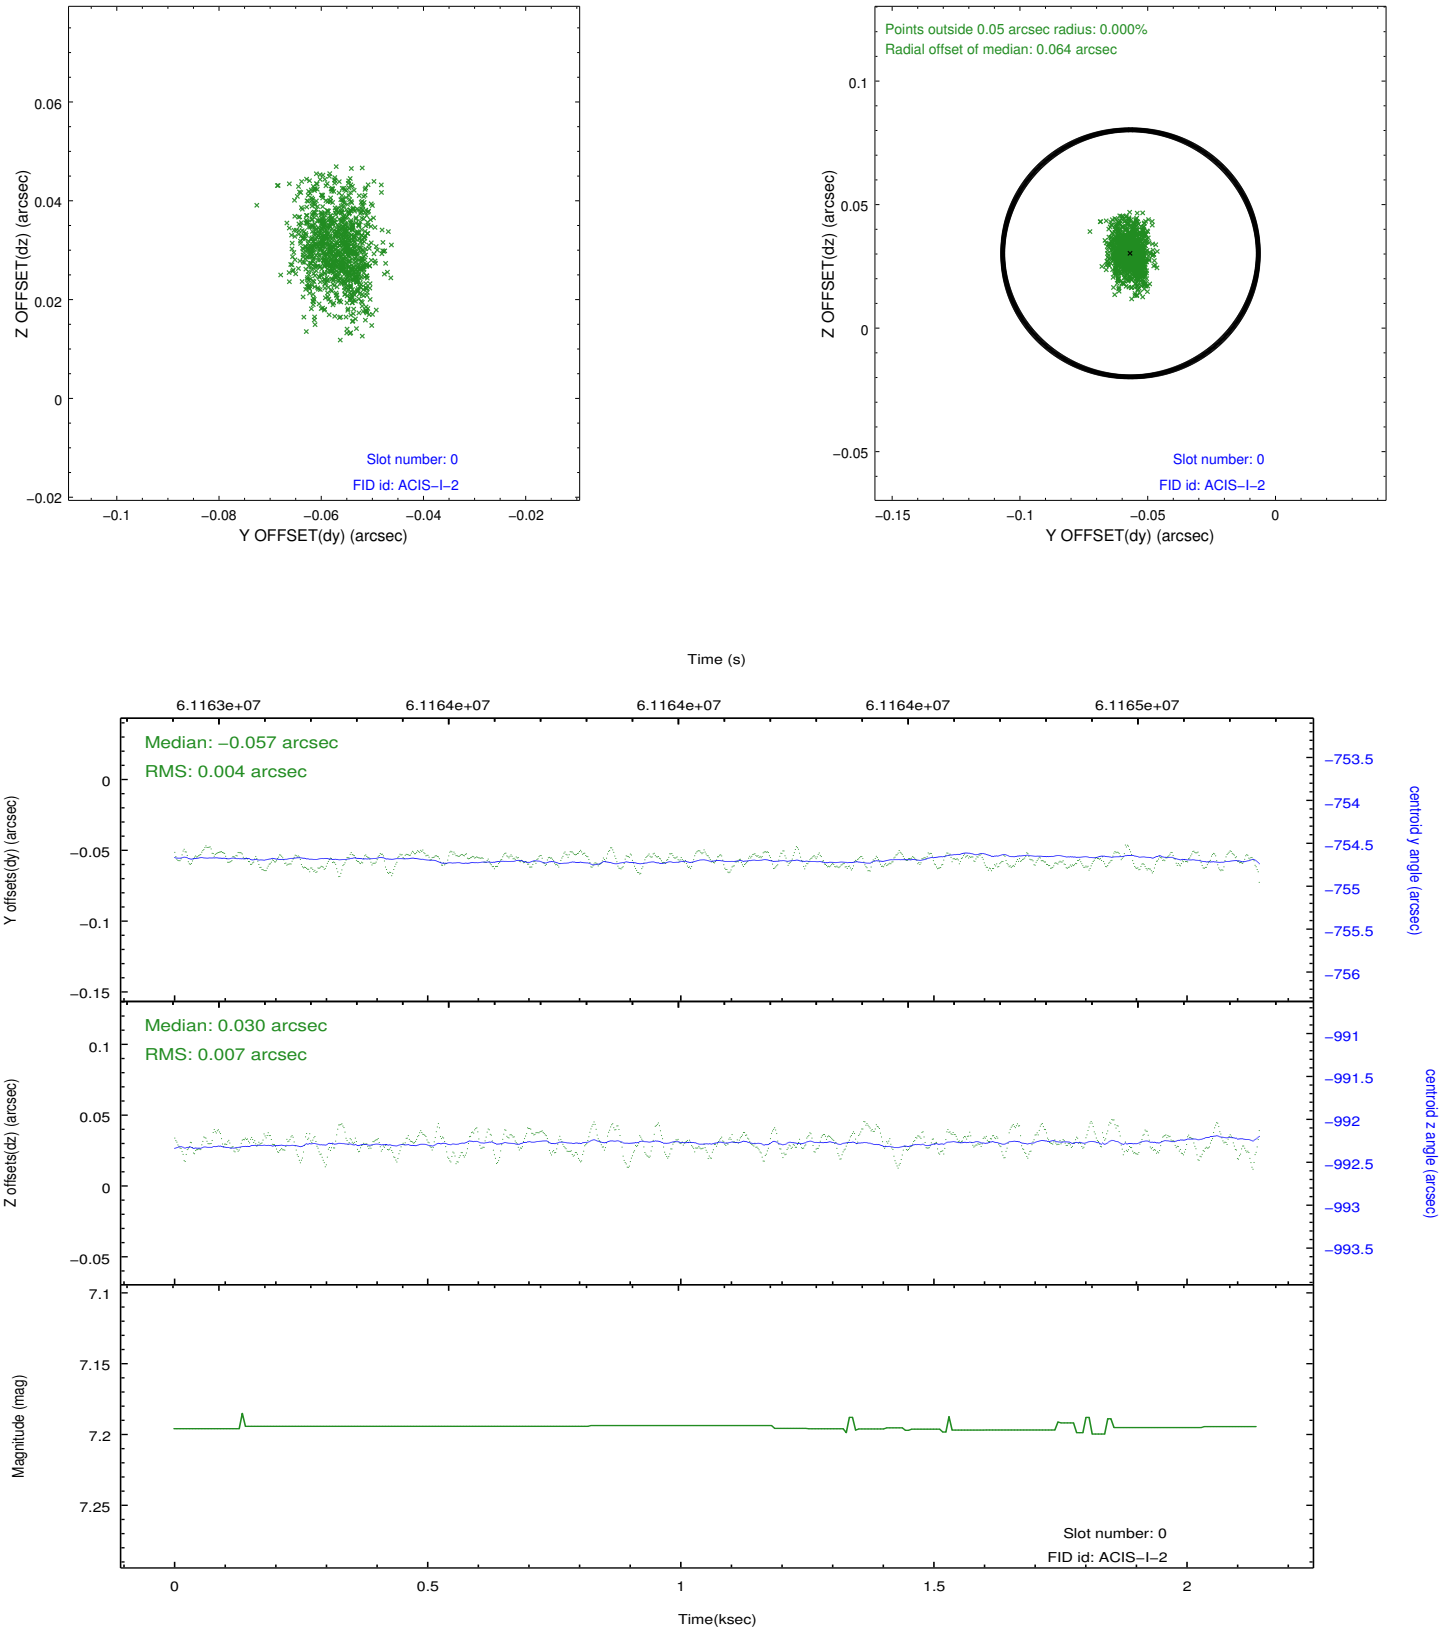 0.06
0.04
0.02
0
−0.02
Z OFFSET(dz) (arcsec)
Slot number: 0
FID id: ACIS−I−2
−0.1
−0.08
−0.06
−0.04
−0.02
Y OFFSET(dy) (arcsec)
Points outside 0.05 arcsec radius: 0.000%
Radial offset of median: 0.064 arcsec
0.1
0.05
0
−0.05
Z OFFSET(dz) (arcsec)
Slot number: 0
FID id: ACIS−I−2
−0.15
−0.1
−0.05
0
Y OFFSET(dy) (arcsec)
Time (s)
6.1163e+07
6.1164e+07
6.1164e+07
6.1164e+07
6.1165e+07
Median: −0.057 arcsec
RMS: 0.004 arcsec
0
−0.05
−0.1
−0.15
Y offsets(dy) (arcsec)
−753.5
−754
−754.5
−755
−755.5
−756
centroid y angle (arcsec)
Median: 0.030 arcsec
RMS: 0.007 arcsec
0.1
0.05
0
−0.05
Z offsets(dz) (arcsec)
−991
−991.5
−992
−992.5
−993
−993.5
centroid z angle (arcsec)
7.1
7.15
7.2
7.25
Magnitude (mag)
Slot number: 0
FID id: ACIS−I−2
0
0.5
1
1.5
2
Time(ksec)